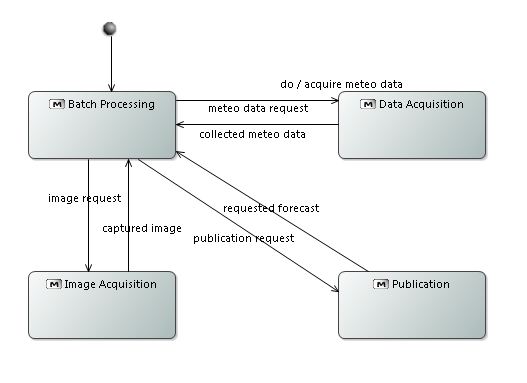 do / acquire meteo data
M Batch Processing
meteo data request
M Data Acquisition
collected meteo data
image request
requested forecast
captured image
publication request
M Image Acquisition
M Publication